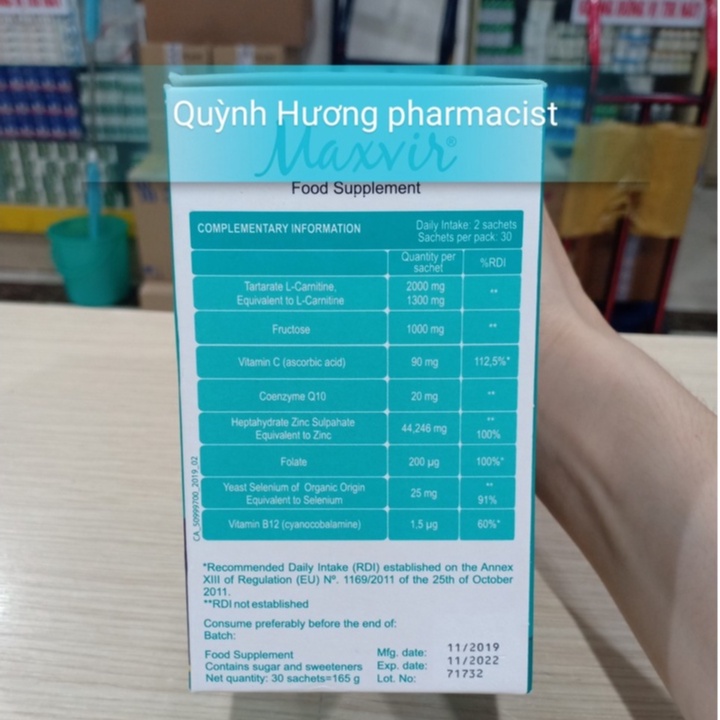 Quỳnh Hương pharmacist
Maxvir®
Food Supplement
COMPLEMENTARY INFORMATION
Daily Intake: 2 sachets
Sachets per pack: 30
Quantity per
sachet
%RDI
Tartarate L-Carnitine,
Equivalent to L-Carnitine
2000 mg
1300 mg
**
Fructose
1000 mg
**
Vitamin C (ascorbic acid)
90 mg
112,5%*
Coenzyme Q10
20 mg
**
Heptahydrate Zinc Sulpahate
Equivalent to Zinc
44,246 mg
**
100%
Folate
200 µg
100%*
Yeast Selenium of Organic Origin
Equivalent to Selenium
25 mg
**
91%
Vitamin B12 (cyanocobalamine)
1,5 µg
60%*
CA_50999700_2019_02
*Recommended Daily Intake (RDI) established on the Annex
XIII of Regulation (EU) Nº. 1169/2011 of the 25th of October
2011.
**RDI not established
Consume preferably before the end of:
Batch:
Food Supplement
Contains sugar and sweeteners
Net quantity: 30 sachets=165 g
Mfg. date: 11/2019
Exp. date: 11/2022
Lot. No: 71732